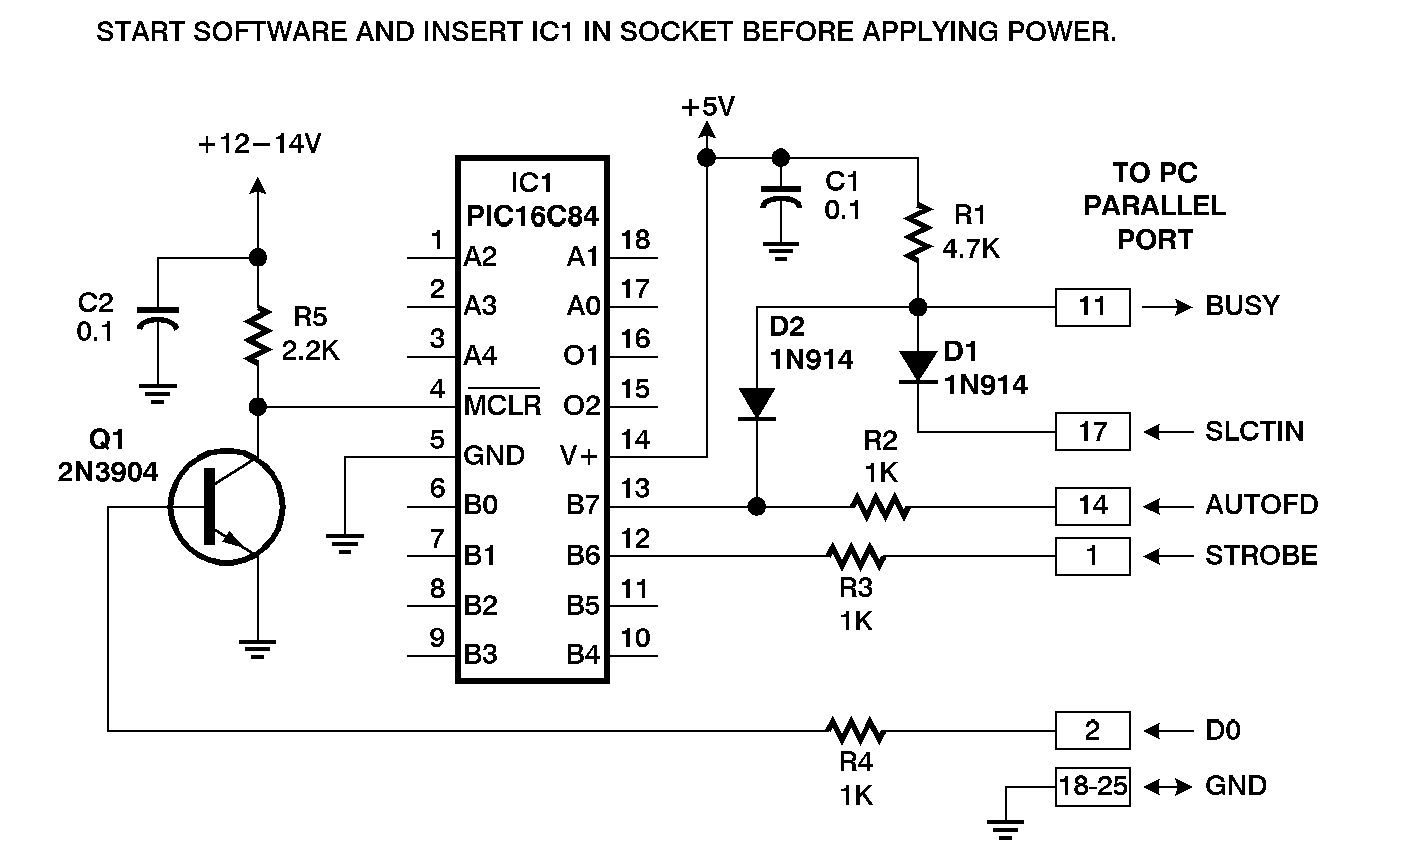 START SOFTWARE AND INSERT IC1 IN SOCKET BEFORE APPLYING POWER.
+5V
+12-14V
IC1
PIC16C84
C1
0.1
R1
4.7K
TO PC
PARALLEL
PORT
C2
0.1
R5
2.2K
1 A2
2 A3
3 A4
4 MCLR
5 GND
6 B0
7 B1
8 B2
9 B3
A1 18
A0 17
O1 16
O2 15
V+ 14
B7 13
B6 12
B5 11
B4 10
D2
1N914
D1
1N914
Q1
2N3904
R2
1K
R3
1K
R4
1K
11 BUSY
17 SLCTIN
14 AUTOFD
1 STROBE
2 D0
18-25 GND